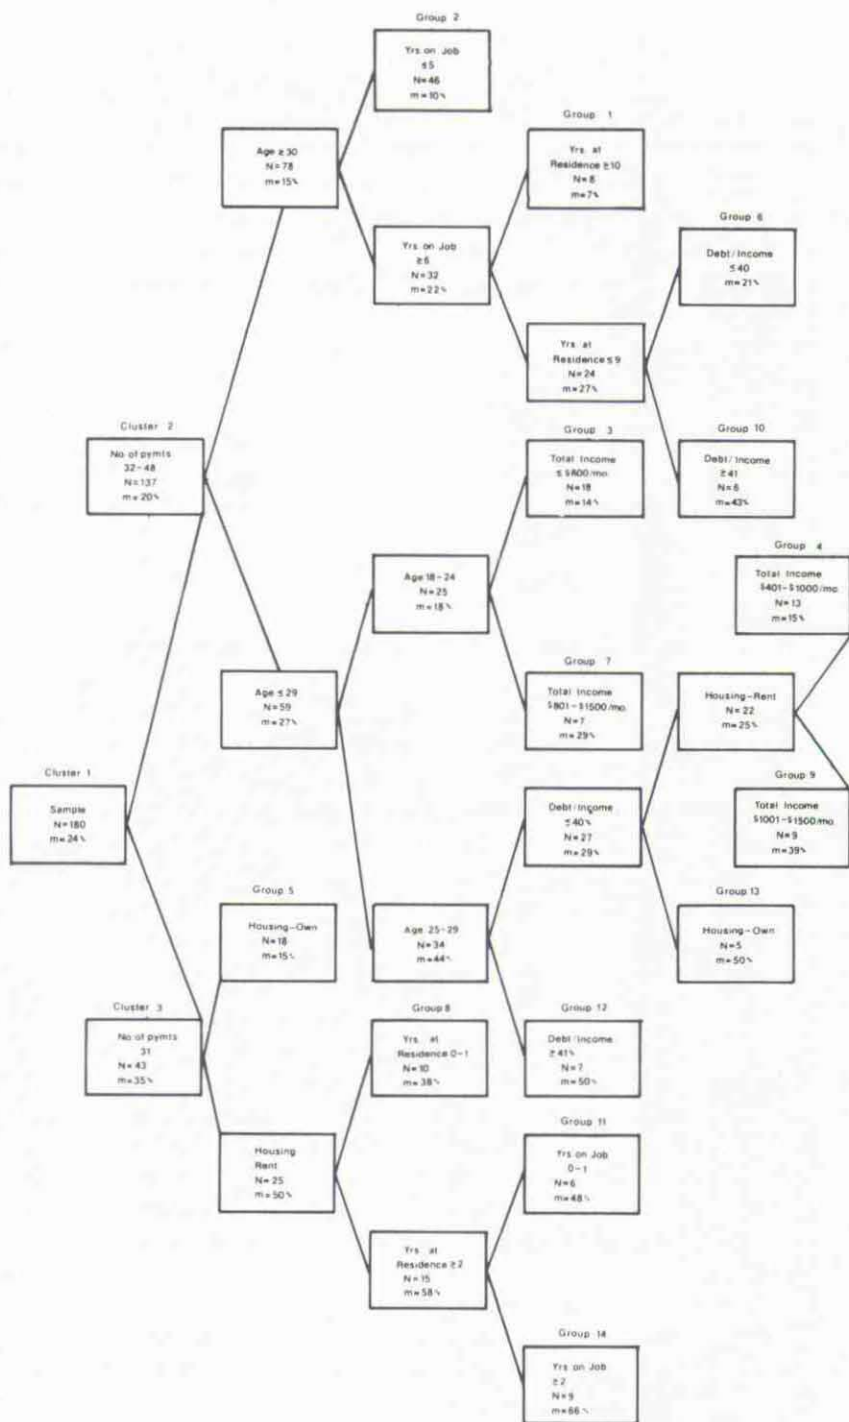 Group 2
Yrs. on Job
≤5
N=46
m=10%
Group 1
Age ≥30
N=78
m=15%
Yrs. at
Residence ≥10
N=8
m=7%
Group 6
Yrs on Job
≥6
N=32
m=22%
Debt/Income
≤40
m=21%
Yrs. at
Residence ≤9
N=24
m=27%
Cluster 2
Group 3
Group 10
No of pymts
32-48
N=137
m=20%
Total Income
≤$800/mo.
N=18
m=14%
Debt/Income
≥41
N=6
m=43%
Group 4
Age 18-24
N=25
m=18%
Total Income
$401-$1000/mo.
N=13
m=15%
Group 7
Age ≤29
N=59
m=27%
Total Income
$801-$1500/mo.
N=7
m=29%
Housing-Rent
N=22
m=25%
Cluster 1
Group 9
Sample
N=180
m=24%
Debt/Income
≤40%
N=27
m=29%
Total Income
$1001-$1500/mo.
N=9
m=39%
Group 5
Group 13
Housing-Own
N=18
m=15%
Age 25-29
N=34
m=44%
Housing-Own
N=5
m=50%
Cluster 3
Group 8
Group 12
No of pymts
31
N=43
m=35%
Yrs. at
Residence 0-1
N=10
m=38%
Debt/Income
≥41%
N=7
m=50%
Group 11
Housing
Rent
N=25
m=50%
Yrs on Job
0-1
N=6
m=48%
Yrs. at
Residence ≥2
N=15
m=58%
Group 14
Yrs on Job
≥2
N=9
m=66%